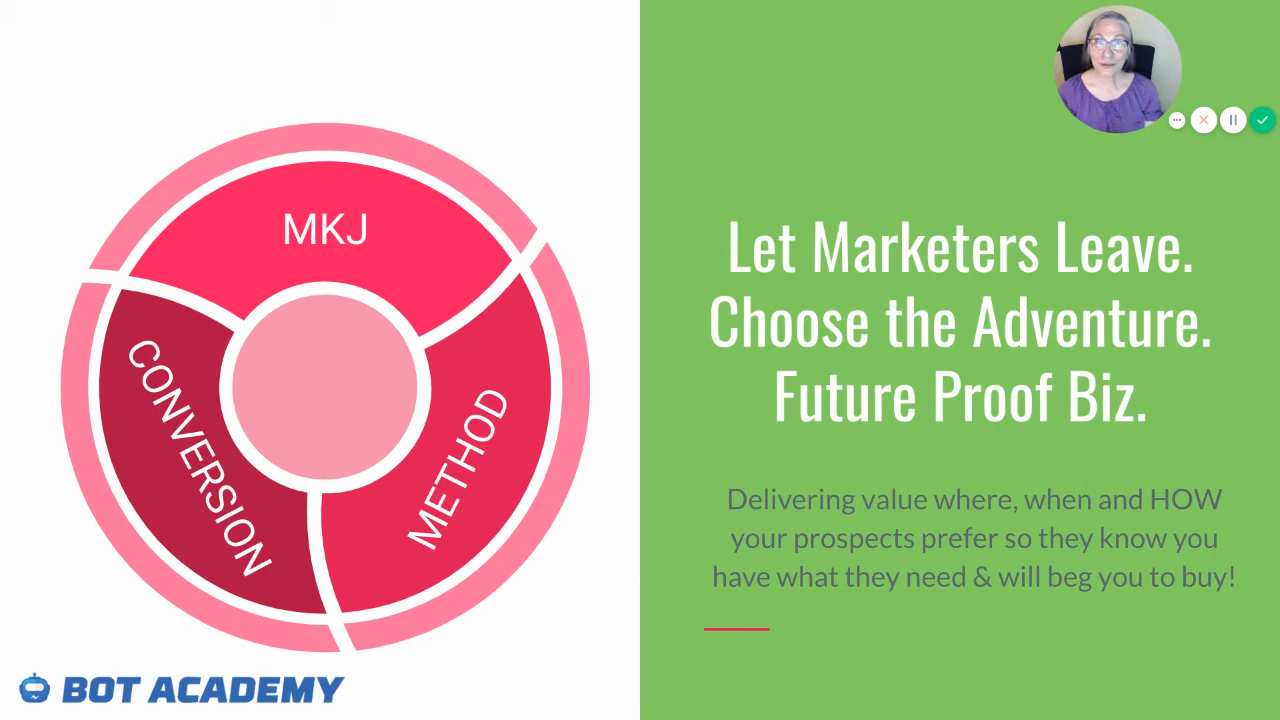 MKJ
METHOD
CONVERSION
BOT ACADEMY
Let Marketers Leave.
Choose the Adventure.
Future Proof Biz.
Delivering value where, when and HOW
your prospects prefer so they know you
have what they need & will beg you to buy!